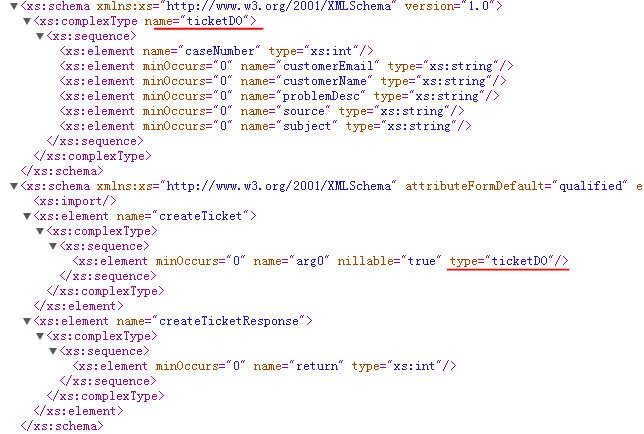 ▼<xs:schema xmlns:xs="http://www.w3.org/2001/XMLSchema" version="1.0">
▼<xs:complexType name="ticketDO">
▼<xs:sequence>
<xs:element name="caseNumber" type="xs:int"/>
<xs:element minOccurs="0" name="customerEmail" type="xs:string"/>
<xs:element minOccurs="0" name="customerName" type="xs:string"/>
<xs:element minOccurs="0" name="problemDesc" type="xs:string"/>
<xs:element minOccurs="0" name="source" type="xs:string"/>
<xs:element minOccurs="0" name="subject" type="xs:string"/>
</xs:sequence>
</xs:complexType>
</xs:schema>
▼<xs:schema xmlns:xs="http://www.w3.org/2001/XMLSchema" attributeFormDefault="qualified" e
<xs:import/>
▼<xs:element name="createTicket">
▼<xs:complexType>
▼<xs:sequence>
<xs:element minOccurs="0" name="arg0" nillable="true" type="ticketDO"/>
</xs:sequence>
</xs:complexType>
</xs:element>
▼<xs:element name="createTicketResponse">
▼<xs:complexType>
▼<xs:sequence>
<xs:element minOccurs="0" name="return" type="xs:int"/>
</xs:sequence>
</xs:complexType>
</xs:element>
</xs:schema>